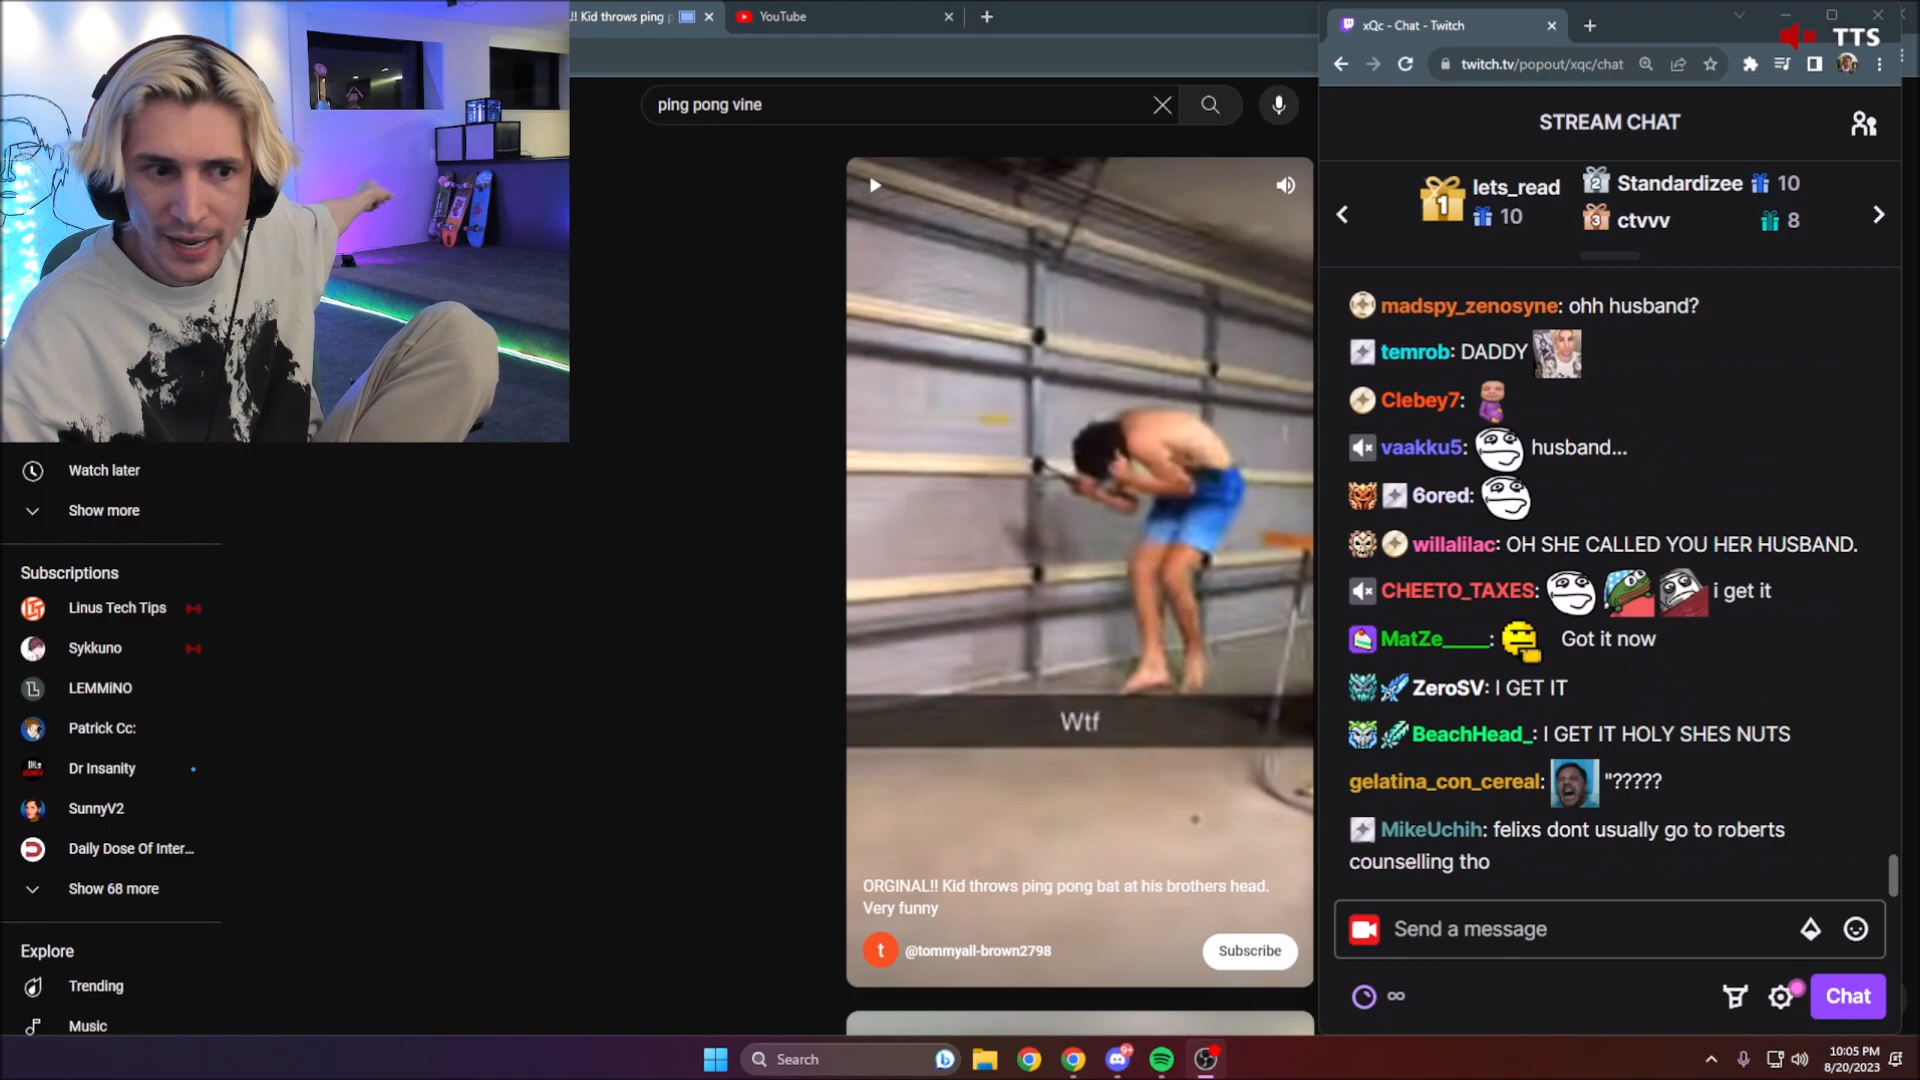 !! Kid throws ping p
YouTube
xQc - Chat - Twitch
TTS
twitch.tv/popout/xqc/chat
ping pong vine
STREAM CHAT
1 lets_read 10
2 Standardizee 10
3 ctvvv 8
madspy_zenosyne: ohh husband?
temrob: DADDY
Clebey7:
vaakku5: husband...
6ored:
willalilac: OH SHE CALLED YOU HER HUSBAND.
CHEETO_TAXES: i get it
MatZe_____: Got it now
ZeroSV: I GET IT
BeachHead_: I GET IT HOLY SHES NUTS
gelatina_con_cereal: "?????
MikeUchih: felixs dont usually go to roberts
counselling tho
Send a message
Chat
Watch later
Show more
Subscriptions
Linus Tech Tips
Sykkuno
LEMMiNO
Patrick Cc:
Dr Insanity
SunnyV2
Daily Dose Of Inter...
Show 68 more
Explore
Trending
Music
Wtf
ORGINAL!! Kid throws ping pong bat at his brothers head.
Very funny
t @tommyall-brown2798
Subscribe
Search
9+
10:05 PM
8/20/2023